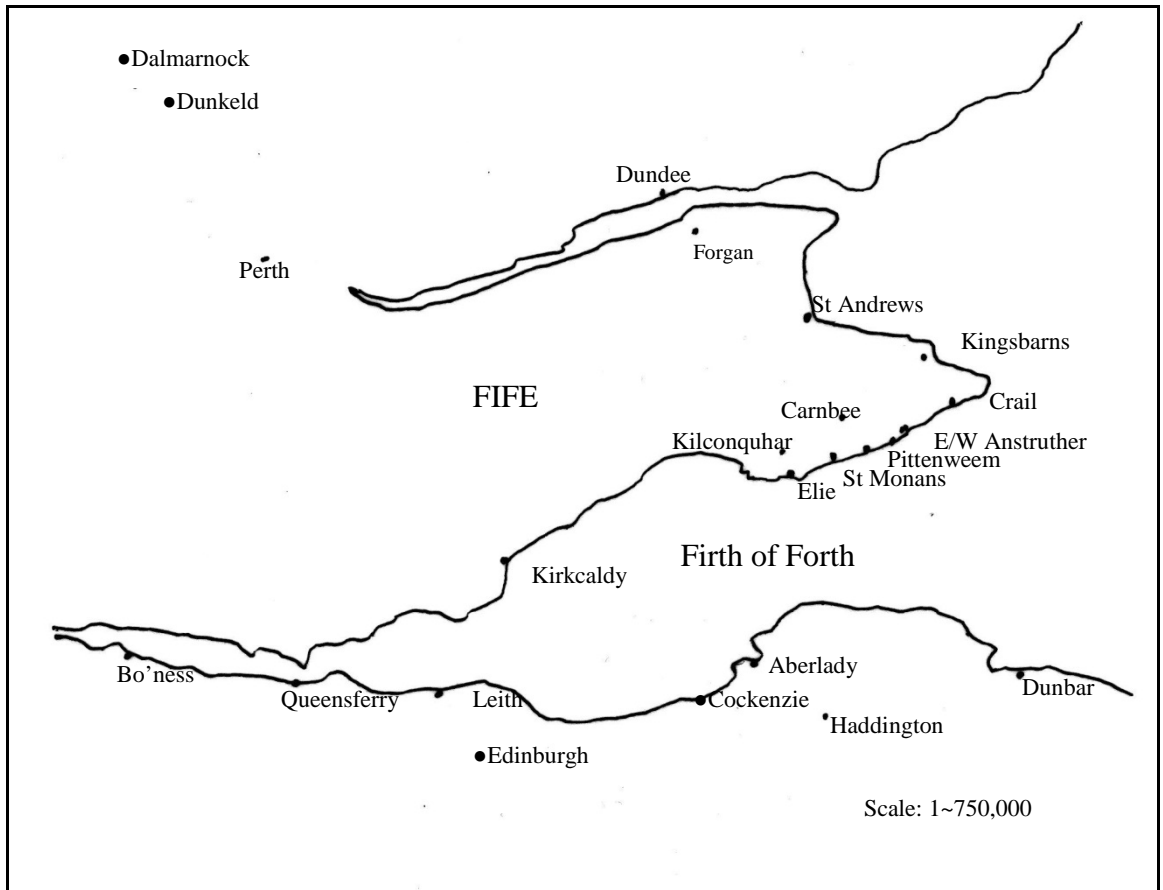 Dalmarnock
Dunkeld
Dundee
Forgan
Perth
St Andrews
Kingsbarns
FIFE
Crail
Carnbee
E/W Anstruther
Kilconquhar
Pittenweem
St Monans
Elie
Firth of Forth
Kirkcaldy
Aberlady
Bo’ness
Dunbar
Queensferry
Leith
Cockenzie
Haddington
Edinburgh
Scale: 1~750,000